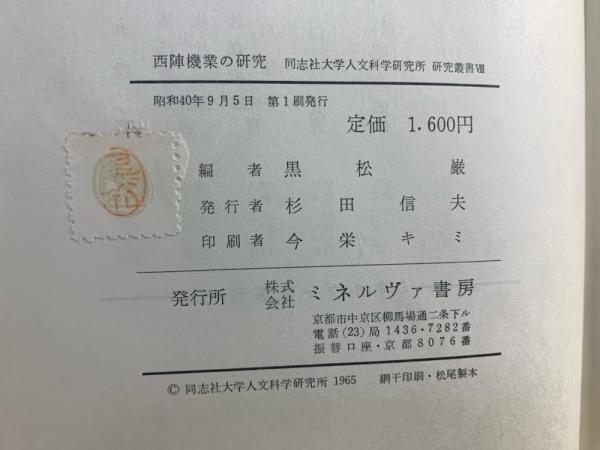 西陣機業の研究 同志社大学人文科学研究所 研究叢書Ⅷ
昭和40年9月5日 第1刷発行
定価 1.600円
編者 黒松巌
発行者 杉田信夫
印刷者 今栄キミ
発行所 株式会社 ミネルヴァ書房
京都市中京区柳馬場通二条下ル
電話(23)局1436・7282番
振替口座・京都8076番
© 同志社大学人文科学研究所 1965 網干印刷・松尾製本